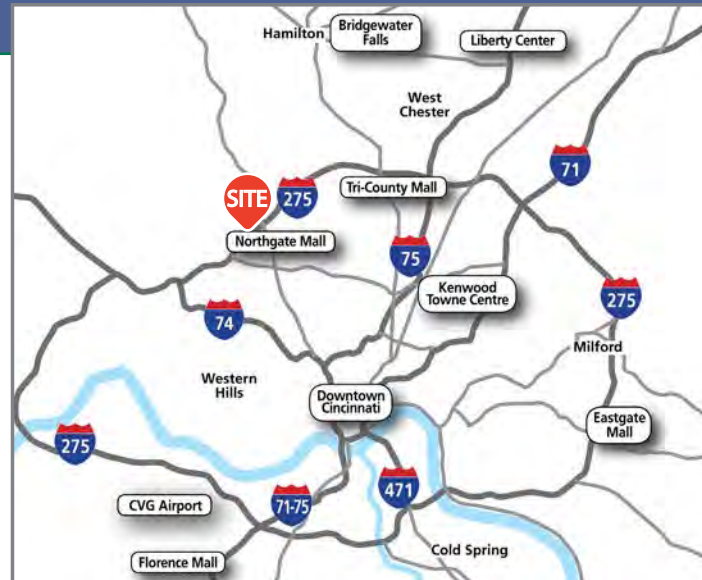 Hamilton
Bridgewater
Falls
Liberty Center
West
Chester
71
SITE
275
Tri-County Mall
Northgate Mall
75
Kenwood
Towne Centre
275
74
Milford
Western
Hills
Downtown
Cincinnati
Eastgate
Mall
275
CVG Airport
71-75
471
Cold Spring
Florence Mall